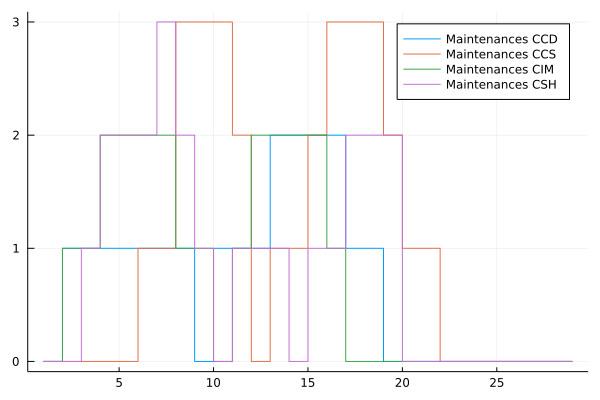 3
Maintenances CCD
Maintenances CCS
Maintenances CIM
Maintenances CSH
2
1
0
5 10 15 20 25